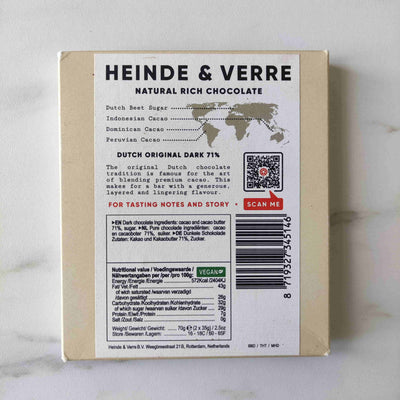 HEINDE & VERRE
NATURAL RICH CHOCOLATE
Dutch Beet Sugar
Indonesian Cacao
Dominican Cacao
Peruvian Cacao
DUTCH ORIGINAL DARK 71%
The original Dutch chocolate
tradition is famous for the art
of blending premium cacao. This
makes for a bar with a generous,
layered and lingering flavour.
FOR TASTING NOTES AND STORY • SCAN ME
▪EN Dark chocolate Ingredients: cacao and cacao butter
71%, sugar. ▪NL Pure chocolade ingrediënten: cacao
en cacaoboter 71%, suiker. ▪DE Dunkele Schokolade
Zutaten: Kakao und Kakaobutter 71%, Zucker.
8 719327 345146
Nutritional value / Voedingswaarde /
Nähwertangaben per /per /pro 100g:
VEGAN
Energy/Energie/Energie 572Kcal /2404KJ
Fat/ Vet /Fett 43g
of wich saturated/waarvan verzadigd
/davon gesättigt 26g
Carbohydrate/Koolhydraten/Kohlenhydrate 32g
of wich sugar /waarvan suiker /davon Zucker 29g
Protein/Eiwit/Protein 7g
Salt /Zout /Salz 0g
Weight/ Gewicht/ Gewicht: 70g (2 x 35g) / 2.5oz
Store /Bewaren /Lagern: 16 - 18C / 60 - 65F
Heinde & Verre B.V. Weegbreestraat 21B, Rotterdam, Netherlands
BBD / THT / MHD